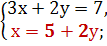 3x + 2y = 7,
x = 5 + 2y;